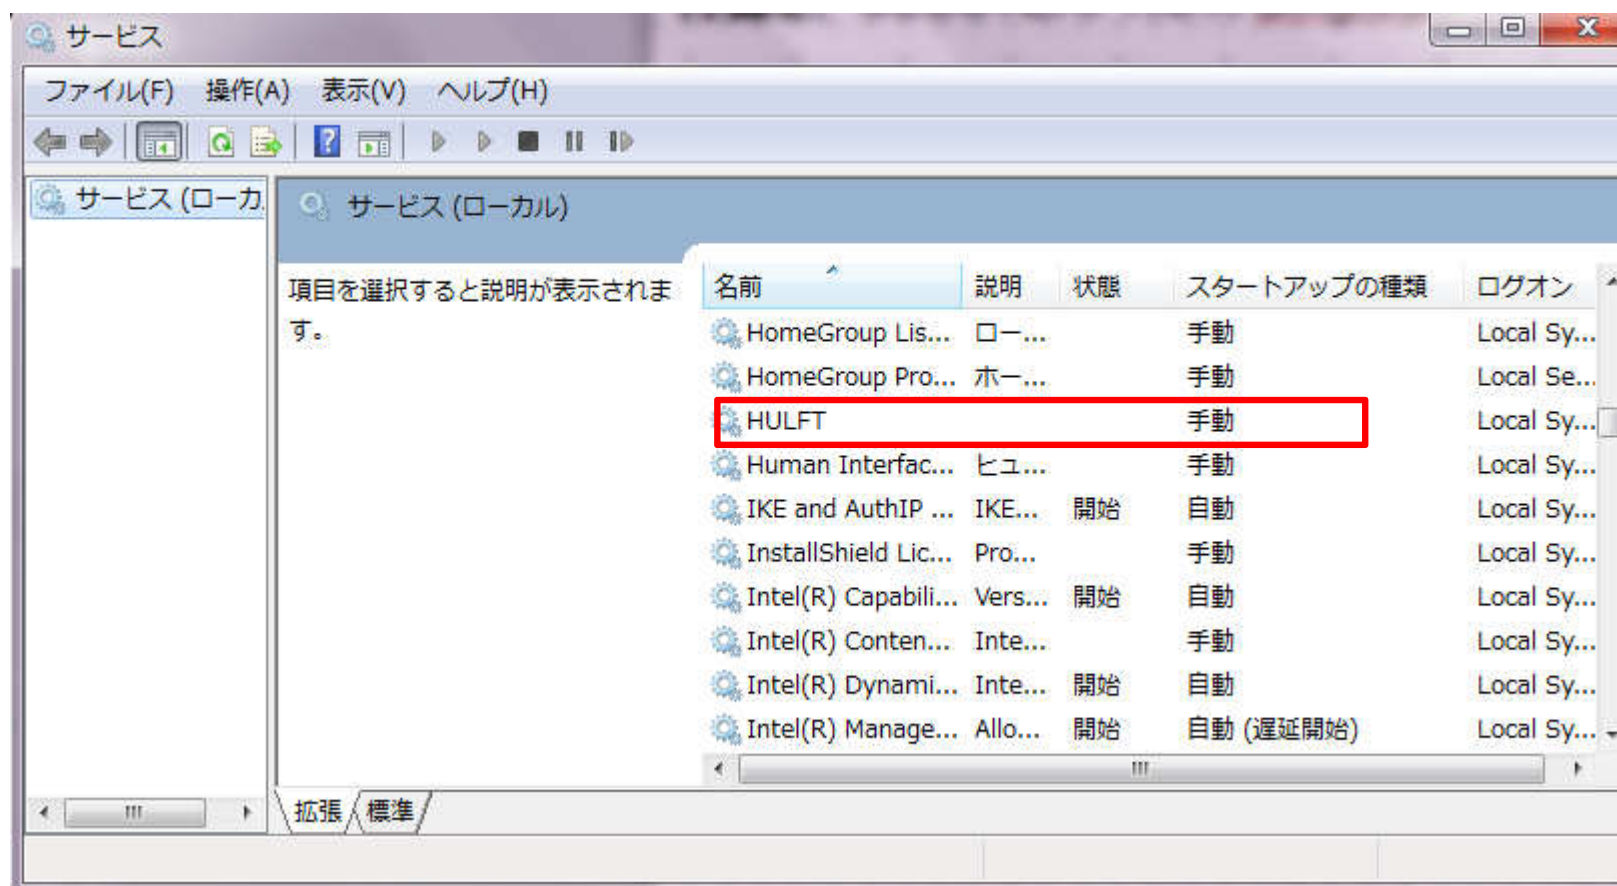 サービス
ファイル(F) 操作(A) 表示(V) ヘルプ(H)
サービス (ローカ
サービス (ローカル)
項目を選択すると説明が表示されま
す。
名前 説明 状態 スタートアップの種類 ログオン
HomeGroup Lis... ロー... 手動 Local Sy...
HomeGroup Pro... ホー... 手動 Local Se...
HULFT 手動 Local Sy...
Human Interfac... ヒュ... 手動 Local Sy...
IKE and AuthIP ... IKE... 開始 自動 Local Sy...
InstallShield Lic... Pro... 手動 Local Sy...
Intel(R) Capabili... Vers... 開始 自動 Local Sy...
Intel(R) Conten... Inte... 手動 Local Sy...
Intel(R) Dynami... Inte... 開始 自動 Local Sy...
Intel(R) Manage... Allo... 開始 自動 (遅延開始) Local Sy...
拡張 標準